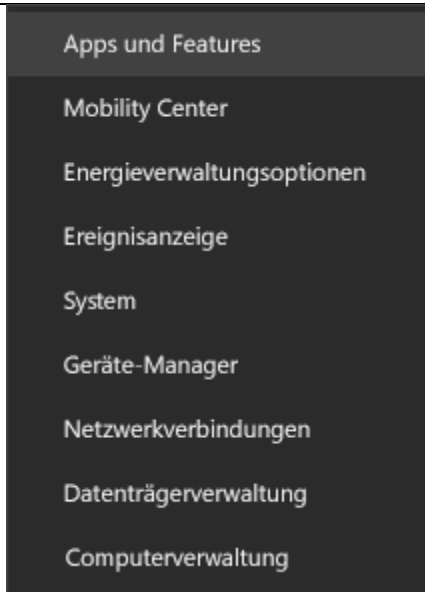 Apps und Features
Mobility Center
Energieverwaltungsoptionen
Ereignisanzeige
System
Geräte-Manager
Netzwerkverbindungen
Datenträgerverwaltung
Computerverwaltung